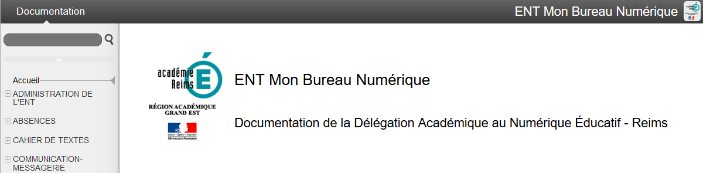 Documentation
ENT Mon Bureau Numérique
Accueil
ADMINISTRATION DE
L'ENT
ABSENCES
CAHIER DE TEXTES
COMMUNICATION-
MESSAGERIE
académie
Reims
RÉGION ACADÉMIQUE
GRAND EST
ENT Mon Bureau Numérique
Documentation de la Délégation Académique au Numérique Éducatif - Reims